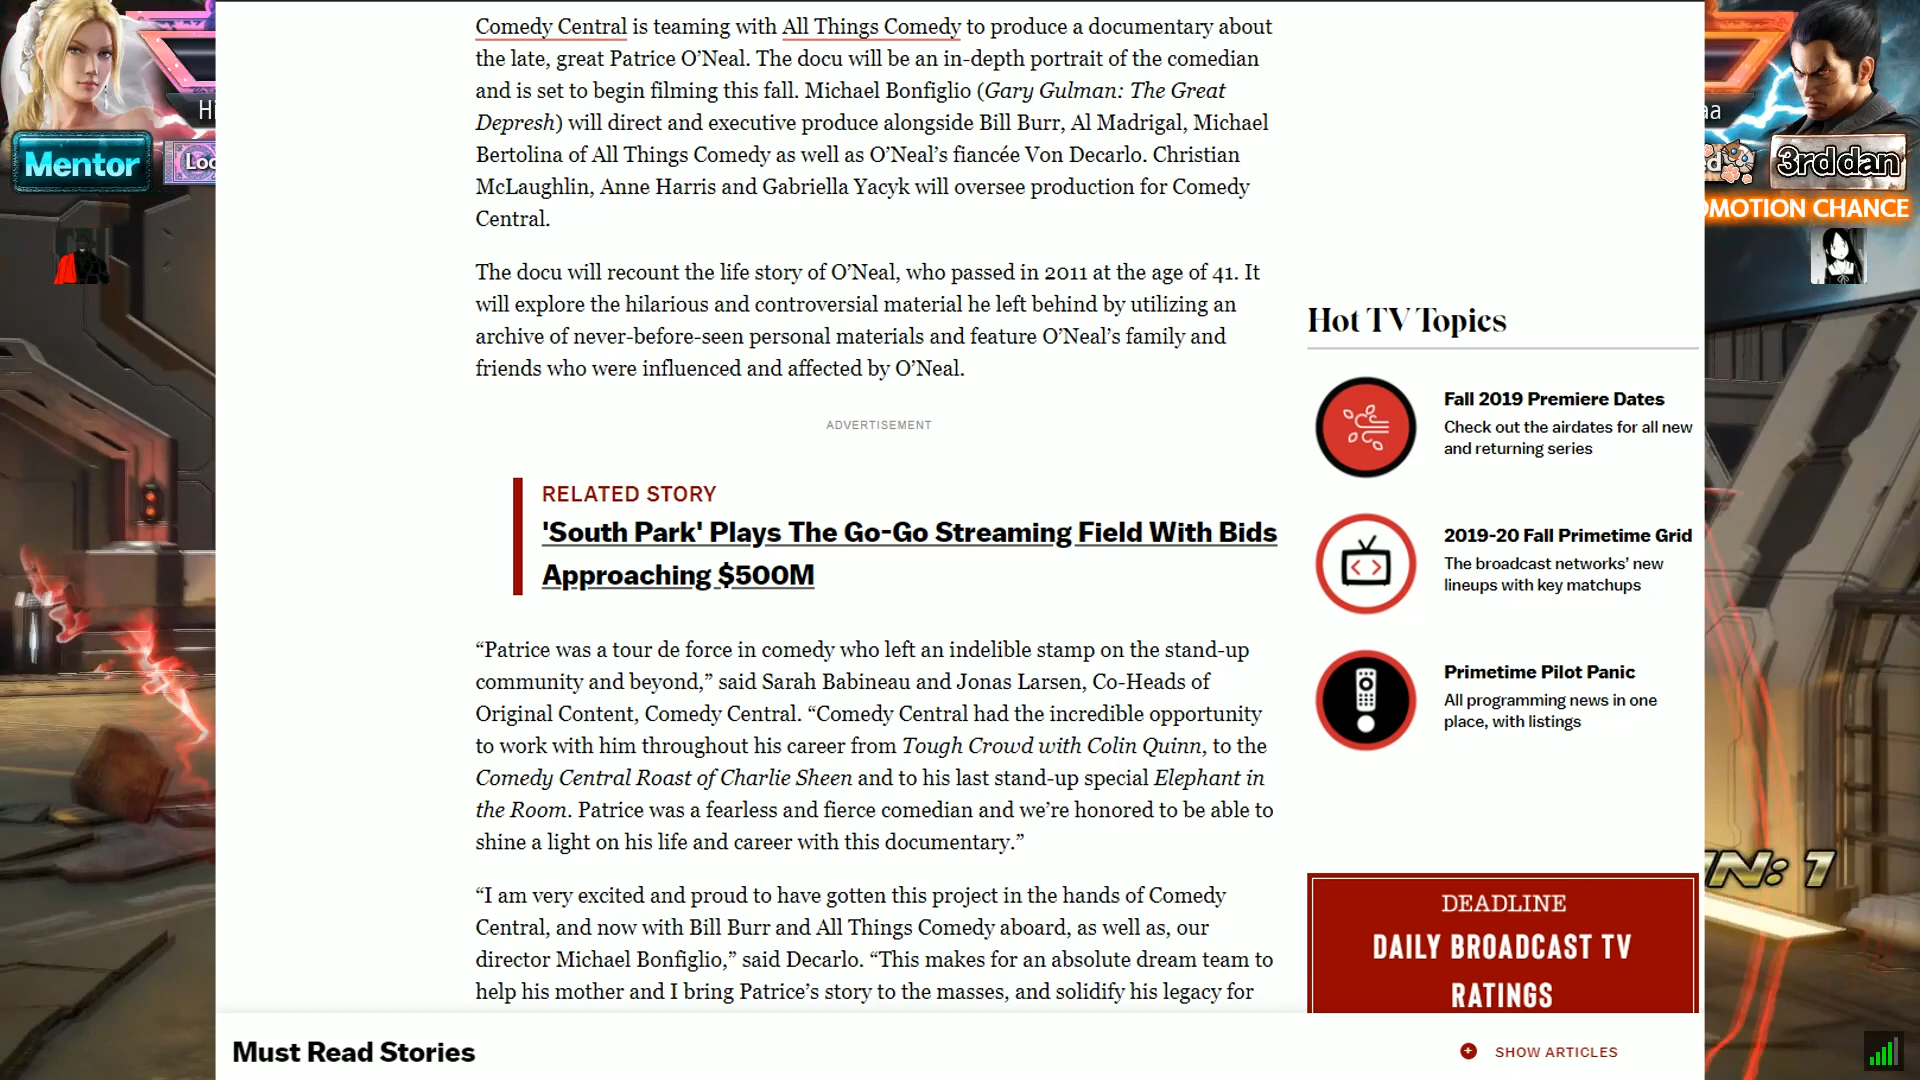 Comedy Central is teaming with All Things Comedy to produce a documentary about
the late, great Patrice O’Neal. The docu will be an in-depth portrait of the comedian
and is set to begin filming this fall. Michael Bonfiglio (Gary Gulman: The Great
Depresh) will direct and executive produce alongside Bill Burr, Al Madrigal, Michael
Bertolina of All Things Comedy as well as O’Neal’s fiancée Von Decarlo. Christian
McLaughlin, Anne Harris and Gabriella Yacyk will oversee production for Comedy
Central.
The docu will recount the life story of O’Neal, who passed in 2011 at the age of 41. It
will explore the hilarious and controversial material he left behind by utilizing an
archive of never-before-seen personal materials and feature O’Neal’s family and
friends who were influenced and affected by O’Neal.
ADVERTISEMENT
RELATED STORY
'South Park' Plays The Go-Go Streaming Field With Bids
Approaching $500M
“Patrice was a tour de force in comedy who left an indelible stamp on the stand-up
community and beyond,” said Sarah Babineau and Jonas Larsen, Co-Heads of
Original Content, Comedy Central. “Comedy Central had the incredible opportunity
to work with him throughout his career from Tough Crowd with Colin Quinn, to the
Comedy Central Roast of Charlie Sheen and to his last stand-up special Elephant in
the Room. Patrice was a fearless and fierce comedian and we’re honored to be able to
shine a light on his life and career with this documentary.”
“I am very excited and proud to have gotten this project in the hands of Comedy
Central, and now with Bill Burr and All Things Comedy aboard, as well as, our
director Michael Bonfiglio,” said Decarlo. “This makes for an absolute dream team to
help his mother and I bring Patrice’s story to the masses, and solidify his legacy for
Hot TV Topics
Fall 2019 Premiere Dates
Check out the airdates for all new
and returning series
2019-20 Fall Primetime Grid
The broadcast networks’ new
lineups with key matchups
Primetime Pilot Panic
All programming news in one
place, with listings
DEADLINE
DAILY BROADCAST TV
RATINGS
Must Read Stories
SHOW ARTICLES
Mentor
3rd dan
OMOTION CHANCE